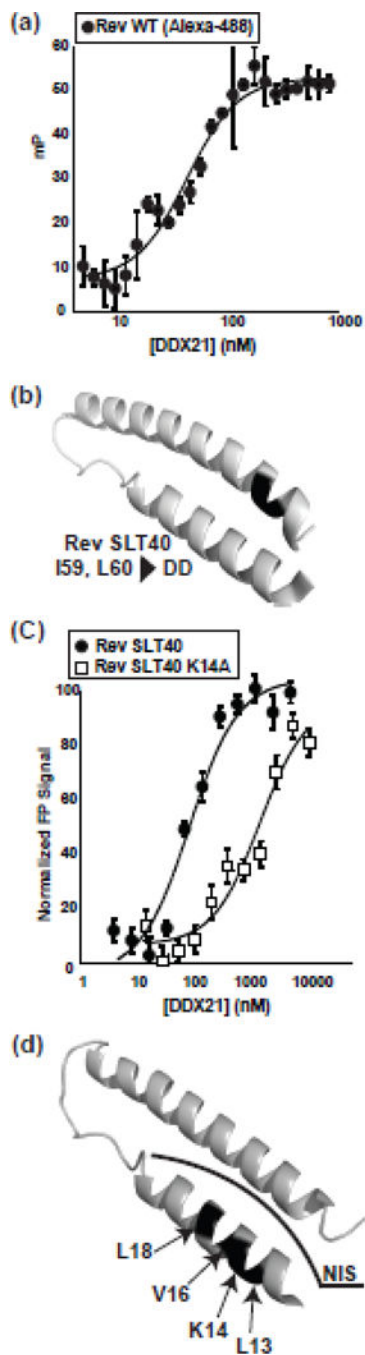 (a)
Rev WT (Alexa-488)
60
50
40
30
20
10
0
mP
10 100 1000
[DDX21] (nM)
(b)
Rev SLT40
I59, L60 ▶ DD
(C)
Rev SLT40
Rev SLT40 K14A
100
80
60
40
20
0
Normalized FP Signal
1 10 100 1000 10000
[DDX21] (nM)
(d)
L18
V16
K14
L13
NIS